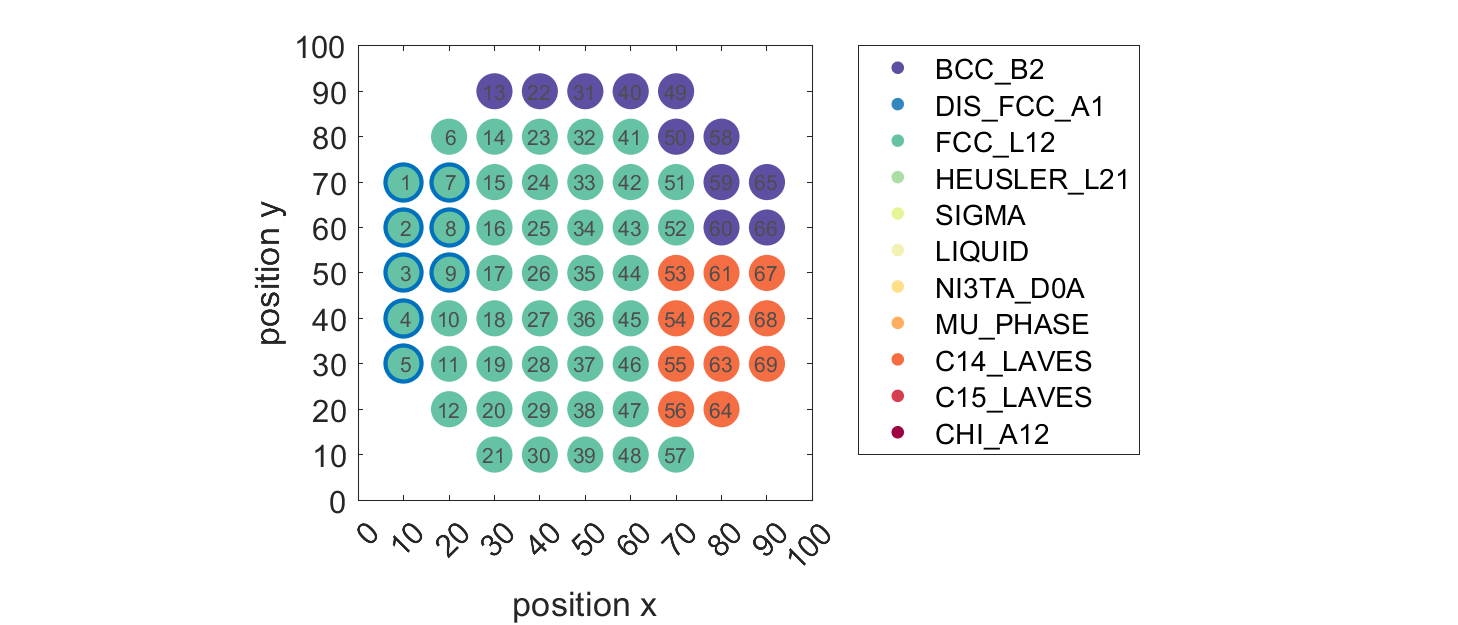 100
90
80
70
60
50
40
30
20
10
0
position y
13 22 31 40 49
6 14 23 32 41 50 58
1 7 15 24 33 42 51 59 65
2 8 16 25 34 43 52 60 66
3 9 17 26 35 44 53 61 67
4 10 18 27 36 45 54 62 68
5 11 19 28 37 46 55 63 69
12 20 29 38 47 56 64
21 30 39 48 57
0 10 20 30 40 50 60 70 80 90 100
position x
BCC_B2
DIS_FCC_A1
FCC_L12
HEUSLER_L21
SIGMA
LIQUID
NI3TA_D0A
MU_PHASE
C14_LAVES
C15_LAVES
CHI_A12